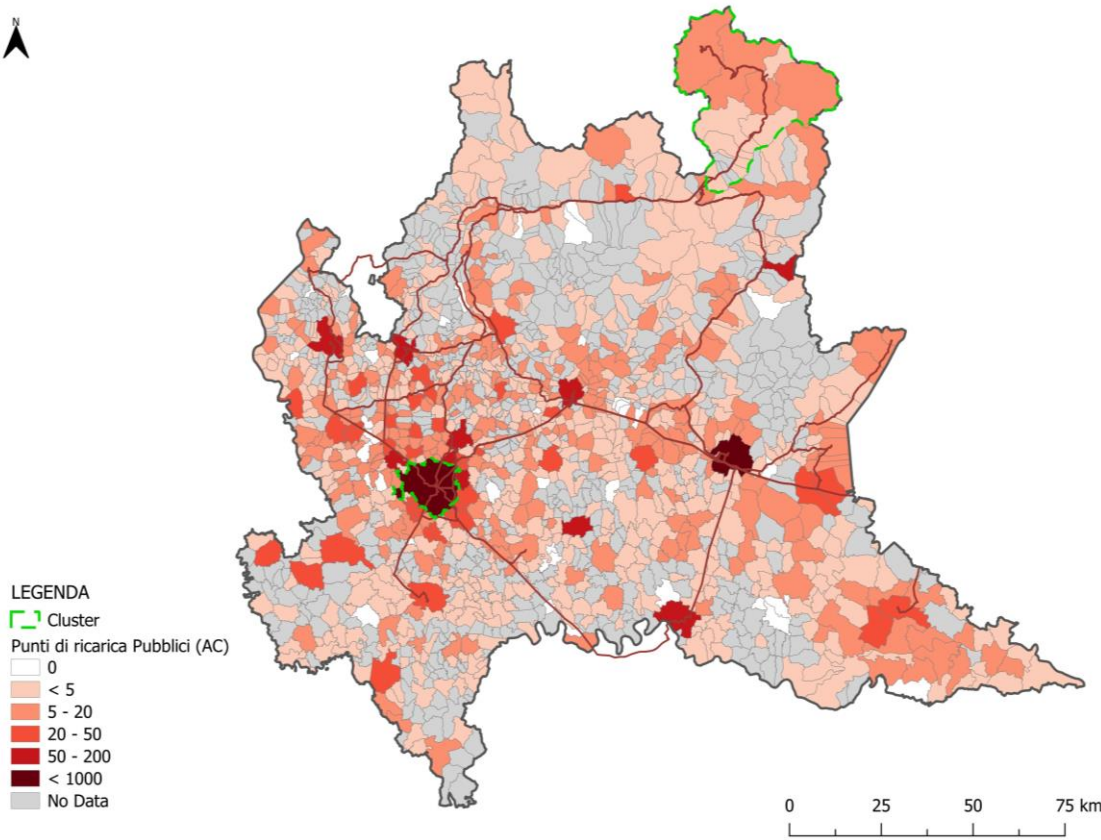 N
LEGENDA
Cluster
Punti di ricarica Pubblici (AC)
0
< 5
5 - 20
20 - 50
50 - 200
< 1000
No Data
0 25 50 75 km